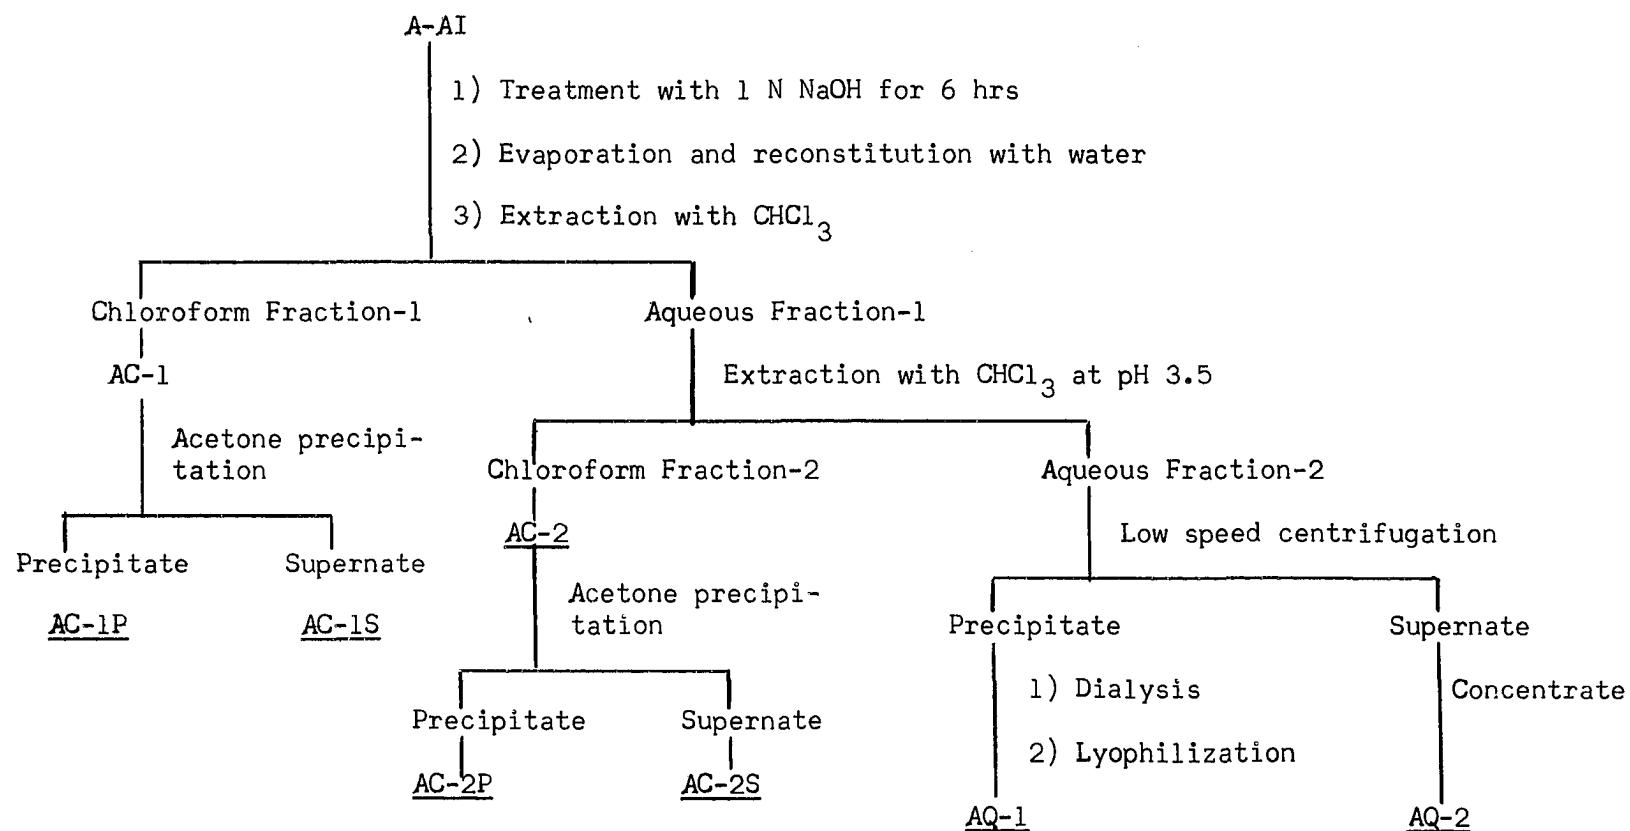 A-AI
1) Treatment with 1 N NaOH for 6 hrs
2) Evaporation and reconstitution with water
3) Extraction with CHCl3
Chloroform Fraction-1
Aqueous Fraction-1
AC-1
Extraction with CHCl3 at pH 3.5
Acetone precipi-
tation
Chloroform Fraction-2
Aqueous Fraction-2
AC-2
Low speed centrifugation
Precipitate
Supernate
AC-1P
AC-1S
Acetone precipi-
tation
Precipitate
Supernate
1) Dialysis
Concentrate
Precipitate
Supernate
2) Lyophilization
AC-2P
AC-2S
AQ-1
AQ-2